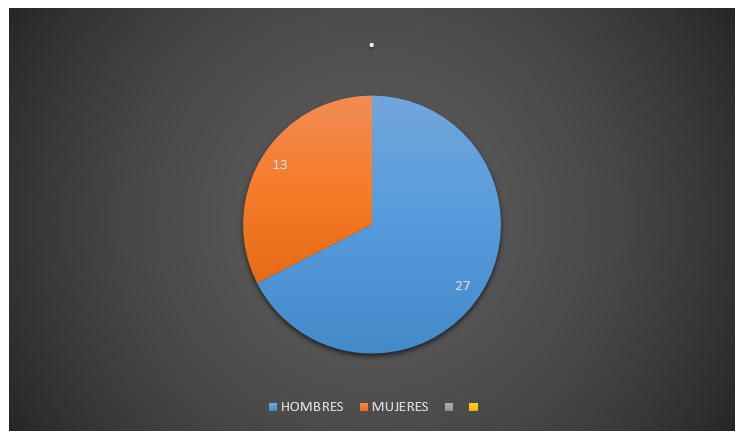 .
13
27
HOMBRES MUJERES